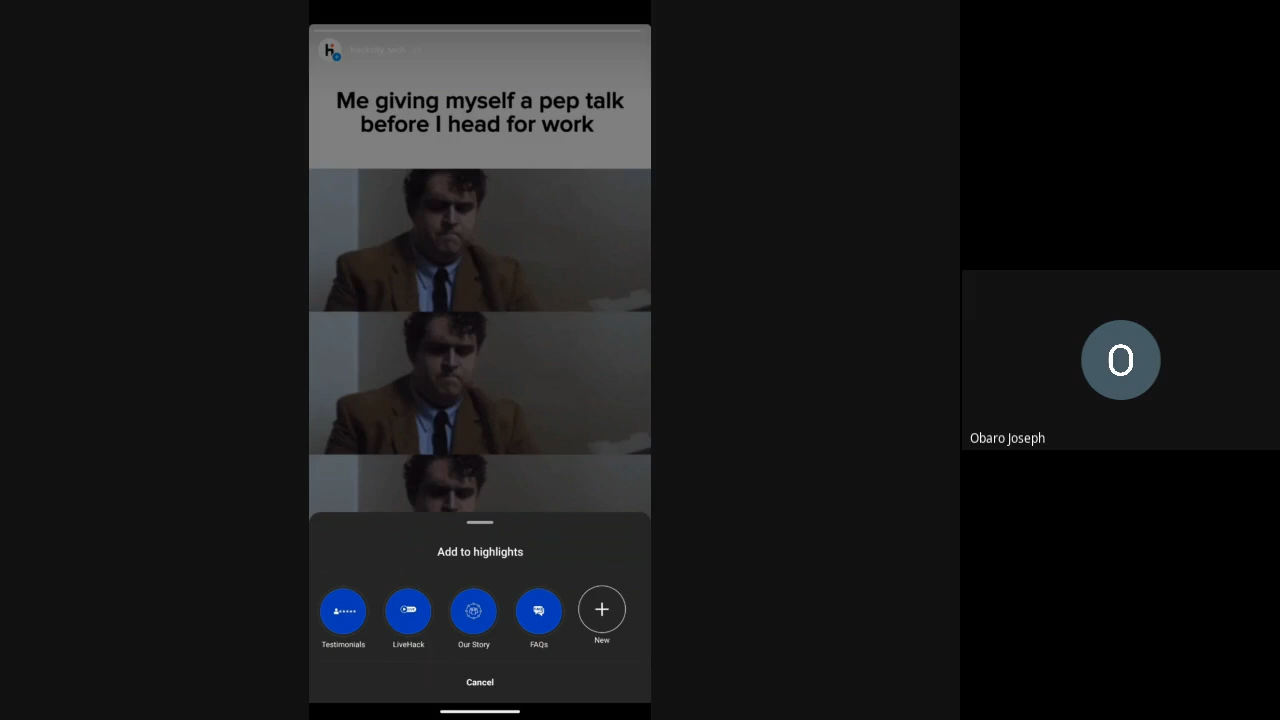 Me giving myself a pep talk
before I head for work
Add to highlights
Testimonials
LiveHack
Our Story
FAQs
New
Cancel
O
Obaro Joseph